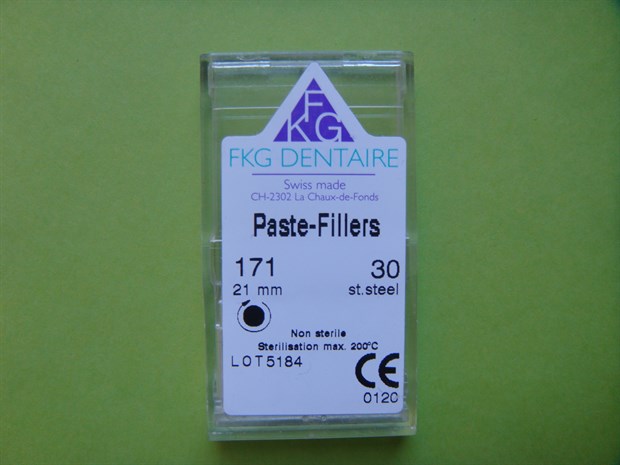 FKG
FKG DENTAIRE
Swiss made
CH-2302 La Chaux-de-Fonds
Paste-Fillers
171 30
21 mm st.steel
Non sterile
Sterilisation max. 200°C
LOT5184
CE
0120